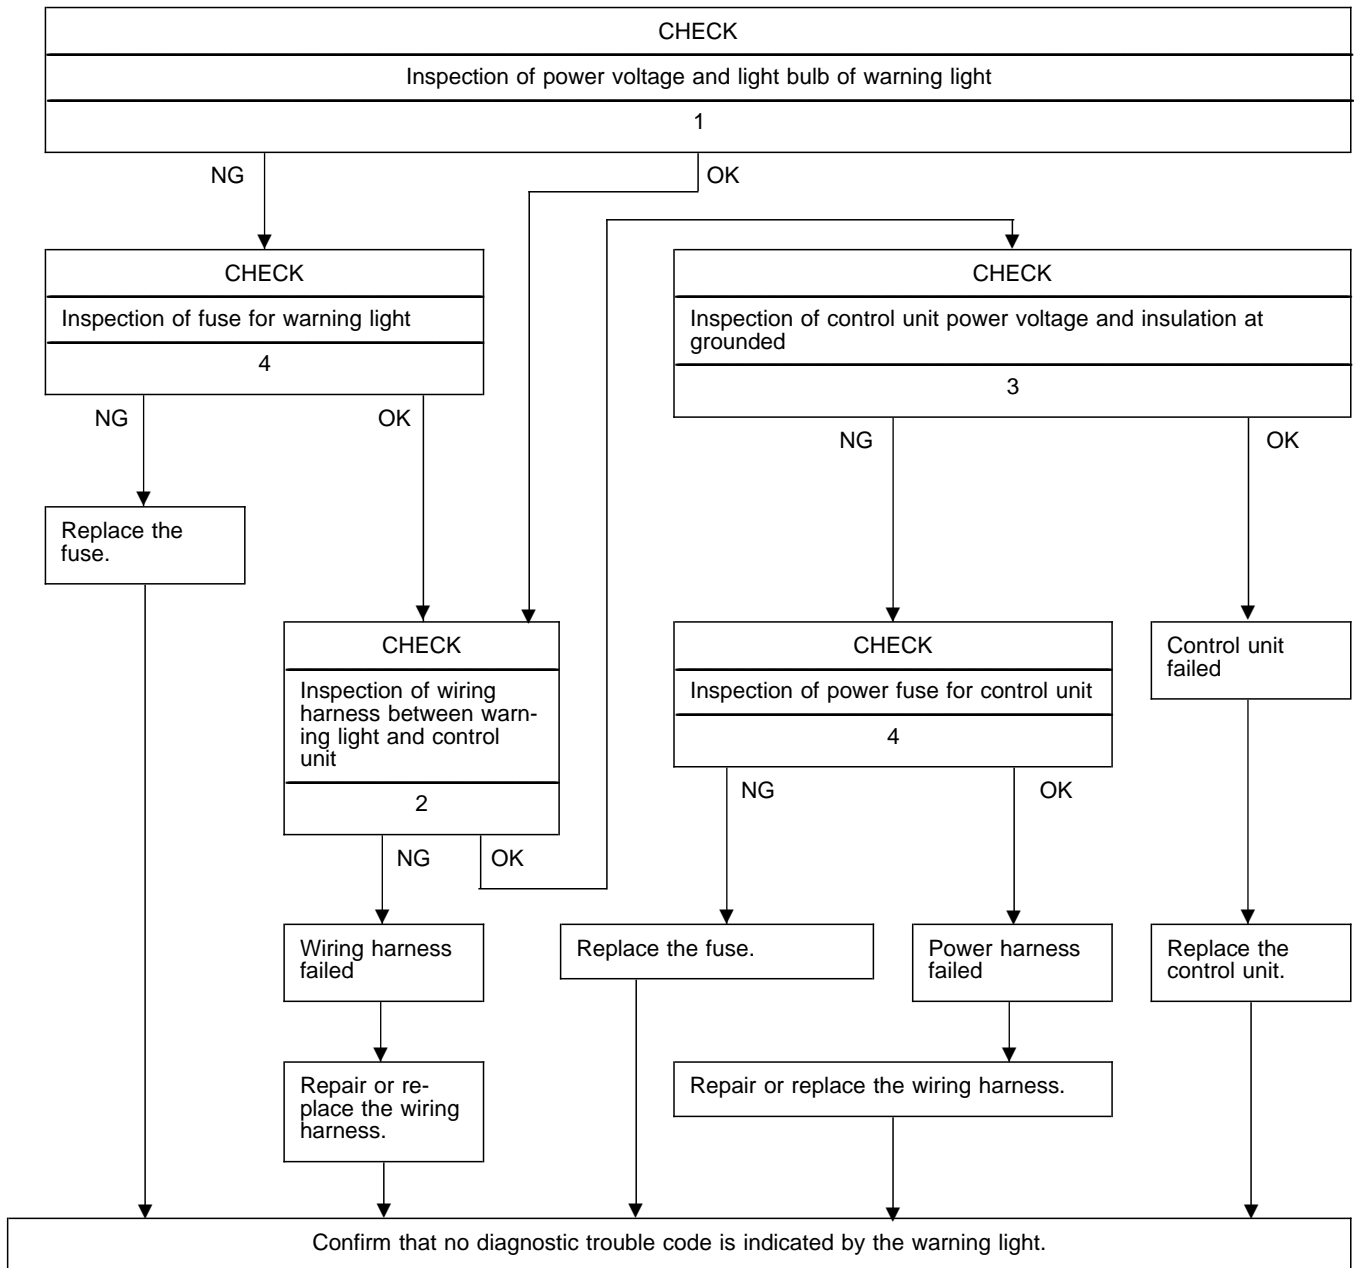 CHECK
Inspection of power voltage and light bulb of warning light
1
NG
OK
CHECK
Inspection of fuse for warning light
4
CHECK
Inspection of control unit power voltage and insulation at
grounded
3
NG
OK
NG
OK
Replace the
fuse.
CHECK
Inspection of wiring
harness between warn-
ing light and control
unit
2
CHECK
Inspection of power fuse for control unit
4
Control unit
failed
NG
OK
NG
OK
Wiring harness
failed
Replace the fuse.
Power harness
failed
Replace the
control unit.
Repair or re-
place the wiring
harness.
Repair or replace the wiring harness.
Confirm that no diagnostic trouble code is indicated by the warning light.